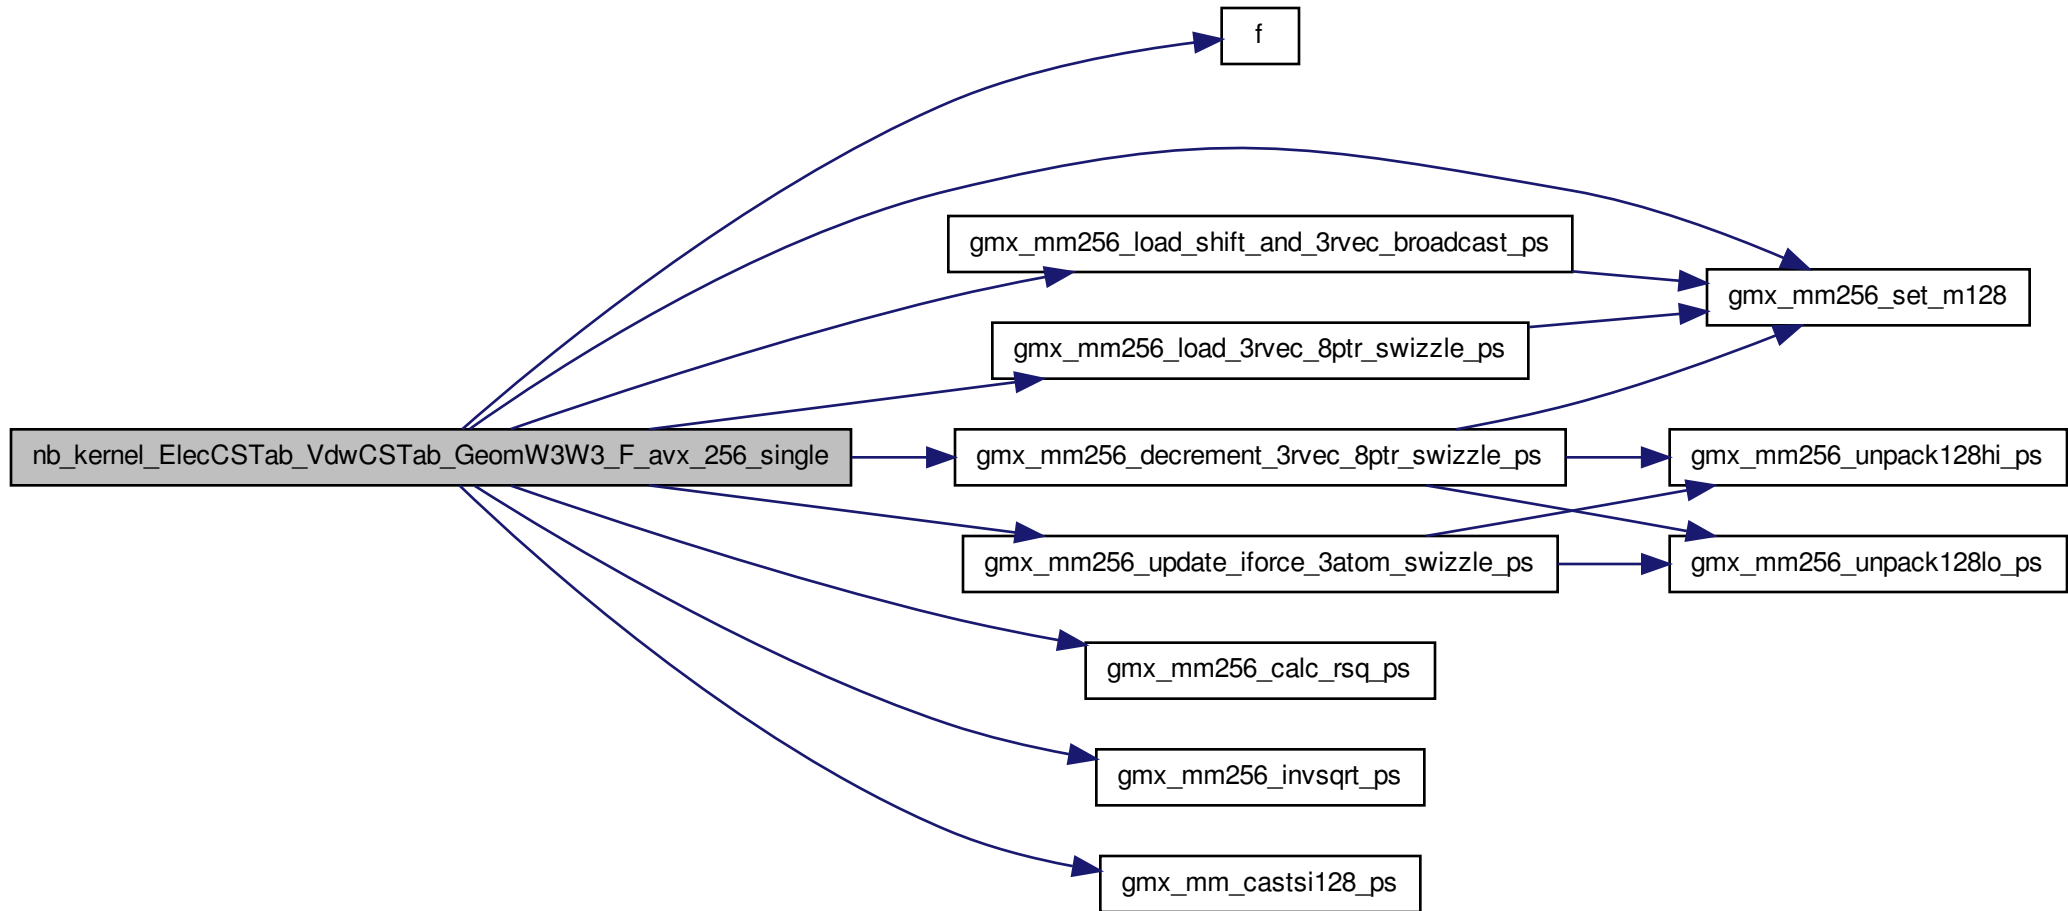 f
gmx_mm256_load_shift_and_3rvec_broadcast_ps
gmx_mm256_set_m128
gmx_mm256_load_3rvec_8ptr_swizzle_ps
nb_kernel_ElecCSTab_VdwCSTab_GeomW3W3_F_avx_256_single
gmx_mm256_decrement_3rvec_8ptr_swizzle_ps
gmx_mm256_unpack128hi_ps
gmx_mm256_update_iforce_3atom_swizzle_ps
gmx_mm256_unpack128lo_ps
gmx_mm256_calc_rsq_ps
gmx_mm256_invsqrt_ps
gmx_mm_castsi128_ps